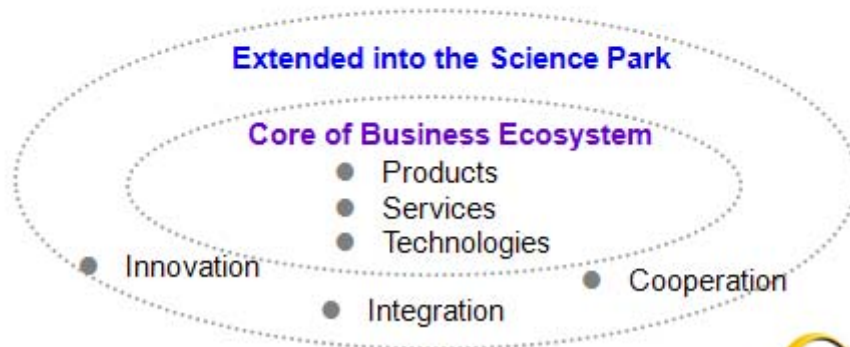 Extended into the Science Park
Core of Business Ecosystem
Products
Services
Technologies
Innovation
Cooperation
Integration